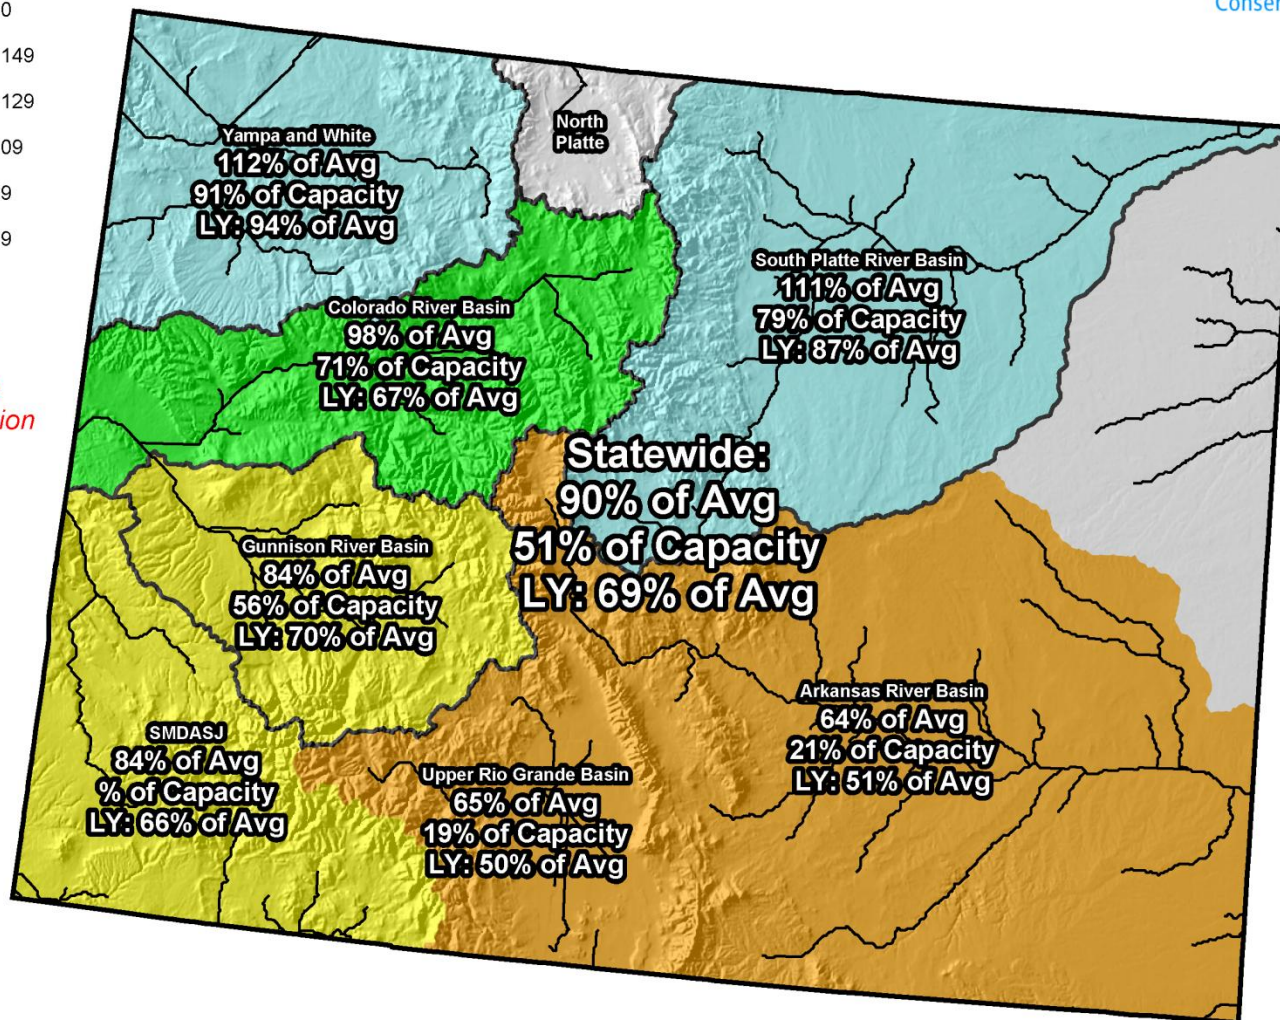 0
149
129
09
9
9
ion
Conser
North
Platte
Yampa and White
112% of Avg
91% of Capacity
LY: 94% of Avg
South Platte River Basin
111% of Avg
79% of Capacity
LY: 87% of Avg
Colorado River Basin
98% of Avg
71% of Capacity
LY: 67% of Avg
Statewide:
90% of Avg
51% of Capacity
LY: 69% of Avg
Gunnison River Basin
84% of Avg
56% of Capacity
LY: 70% of Avg
Arkansas River Basin
64% of Avg
21% of Capacity
LY: 51% of Avg
SMDASJ
84% of Avg
% of Capacity
LY: 66% of Avg
Upper Rio Grande Basin
65% of Avg
19% of Capacity
LY: 50% of Avg